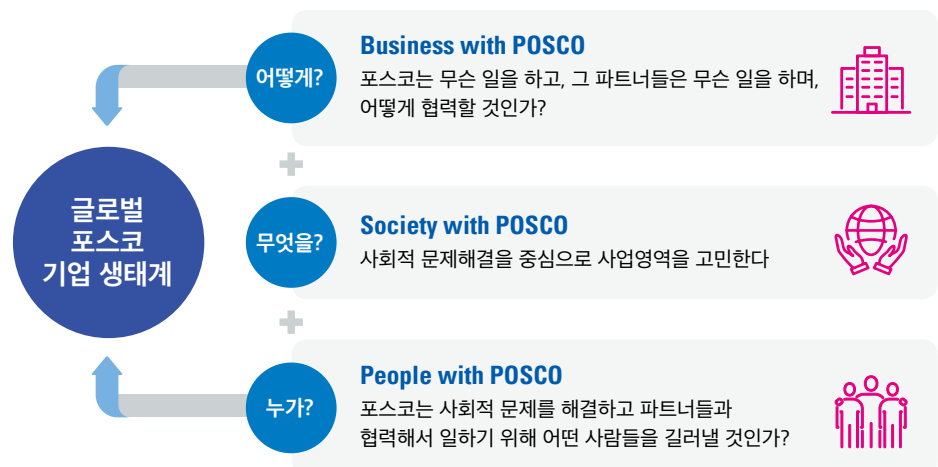 글로벌
포스코
기업 생태계
어떻게?
Business with POSCO
포스코는 무슨 일을 하고, 그 파트너들은 무슨 일을 하며,
어떻게 협력할 것인가?
무엇을?
Society with POSCO
사회적 문제해결을 중심으로 사업영역을 고민한다
누가?
People with POSCO
포스코는 사회적 문제를 해결하고 파트너들과
협력해서 일하기 위해 어떤 사람들을 길러낼 것인가?